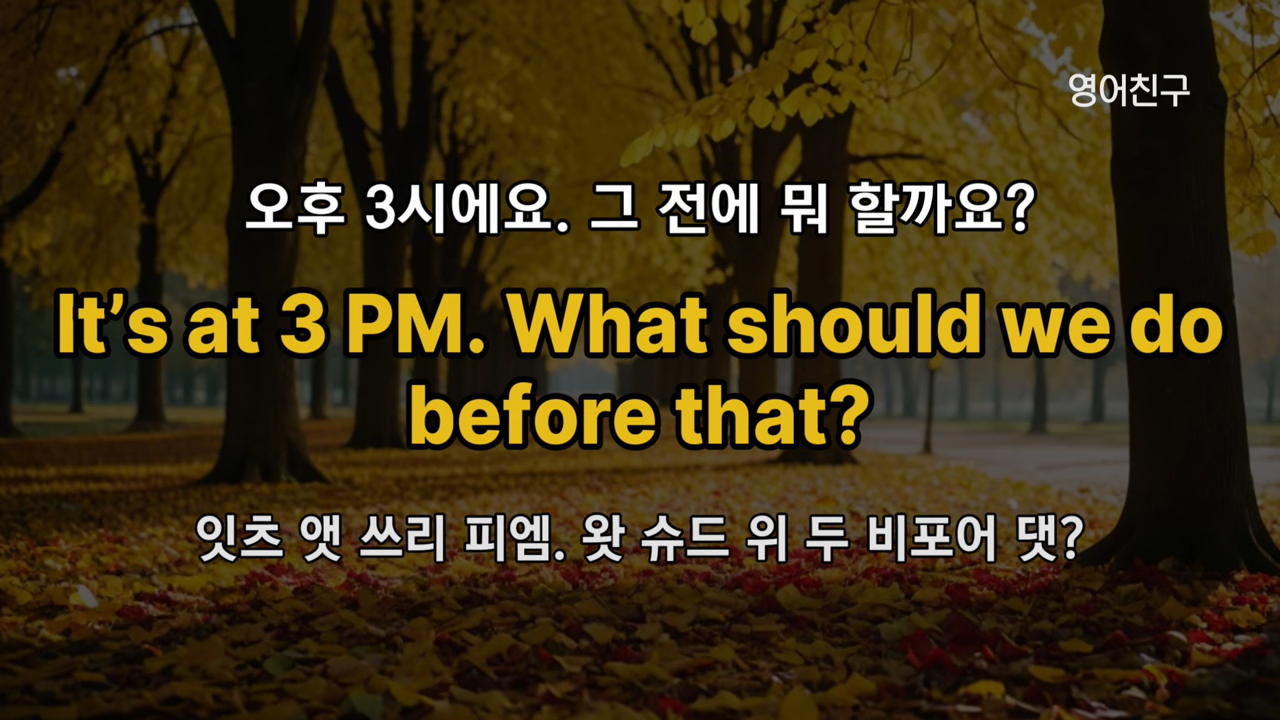 영어친구
오후 3시에요. 그 전에 뭐 할까요?
It’s at 3 PM. What should we do
before that?
잇츠 앳 쓰리 피엠. 왓 슈드 위 두 비포어 댓?